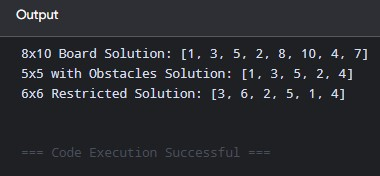 Output
8x10 Board Solution: [1, 3, 5, 2, 8, 10, 4, 7]
5x5 with Obstacles Solution: [1, 3, 5, 2, 4]
6x6 Restricted Solution: [3, 6, 2, 5, 1, 4]
=== Code Execution Successful ===